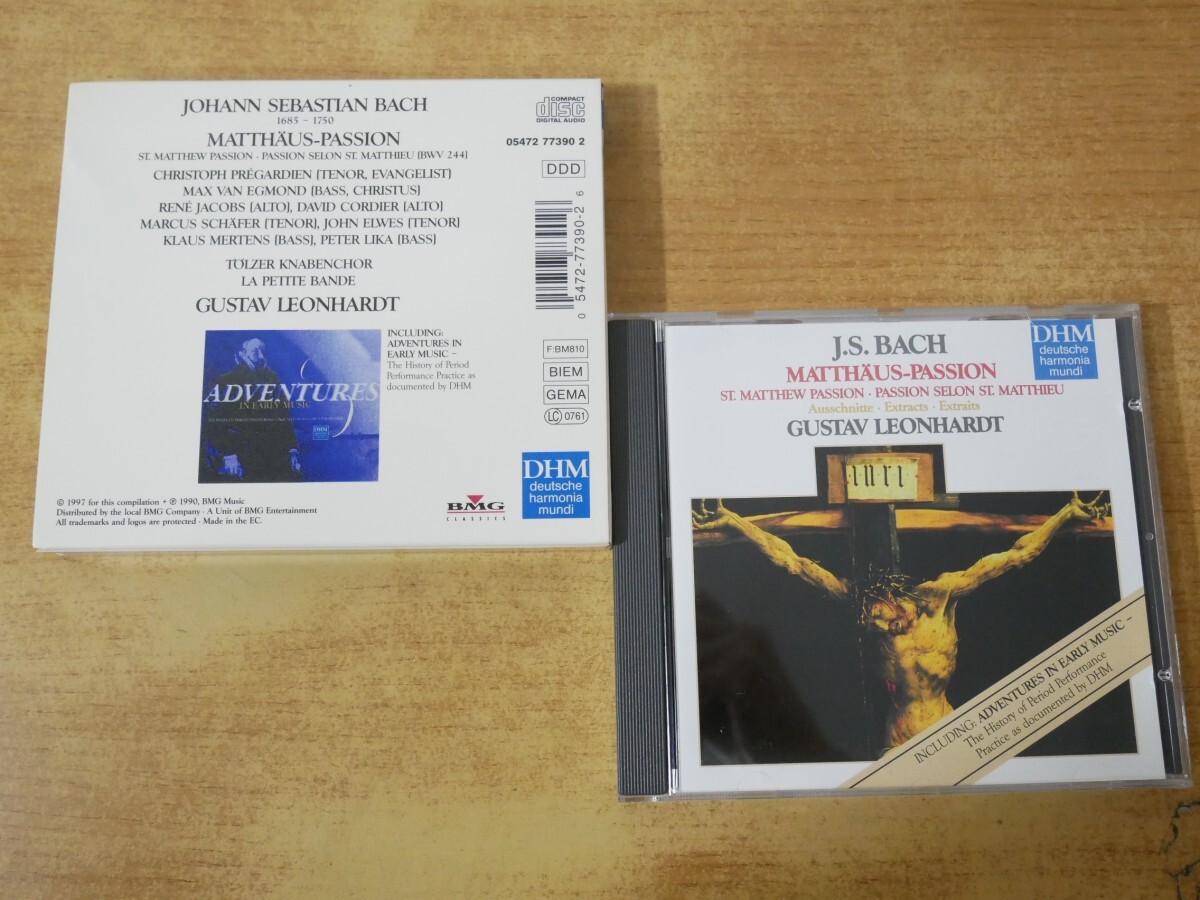 JOHANN SEBASTIAN BACH
1685 – 1750
MATTHÄUS-PASSION
ST. MATTHEW PASSION · PASSION SELON ST. MATTHIEU (BWV 244)
CHRISTOPH PRÉGARDIEN (TENOR, EVANGELIST)
MAX VAN EGMOND (BASS, CHRISTUS)
RENÉ JACOBS (ALTO), DAVID CORDIER (ALTO)
MARCUS SCHÄFER (TENOR), JOHN ELWES (TENOR)
KLAUS MERTENS (BASS), PETER LIKA (BASS)
TÖLZER KNABENCHOR
LA PETITE BANDE
GUSTAV LEONHARDT
ADVENTURES
IN EARLY MUSIC
INCLUDING:
ADVENTURES IN
EARLY MUSIC –
The History of Period
Performance Practice as
documented by DHM
COMPACT
disc
DIGITAL AUDIO
05472 77390 2
DDD
0 5472-77390-2 6
F:BM810
BIEM
GEMA
LC 0761
© 1997 for this compilation • ℗ 1990, BMG Music
Distributed by the local BMG Company · A Unit of BMG Entertainment
All trademarks and logos are protected · Made in the EC.
BMG
CLASSICS
DHM
deutsche
harmonia
mundi
J.S. BACH
MATTHÄUS-PASSION
ST. MATTHEW PASSION · PASSION SELON ST. MATTHIEU
Ausschnitte · Extracts · Extraits
GUSTAV LEONHARDT
DHM
deutsche
harmonia
mundi
INRI
INCLUDING: ADVENTURES IN EARLY MUSIC –
The History of Period Performance
Practice as documented by DHM